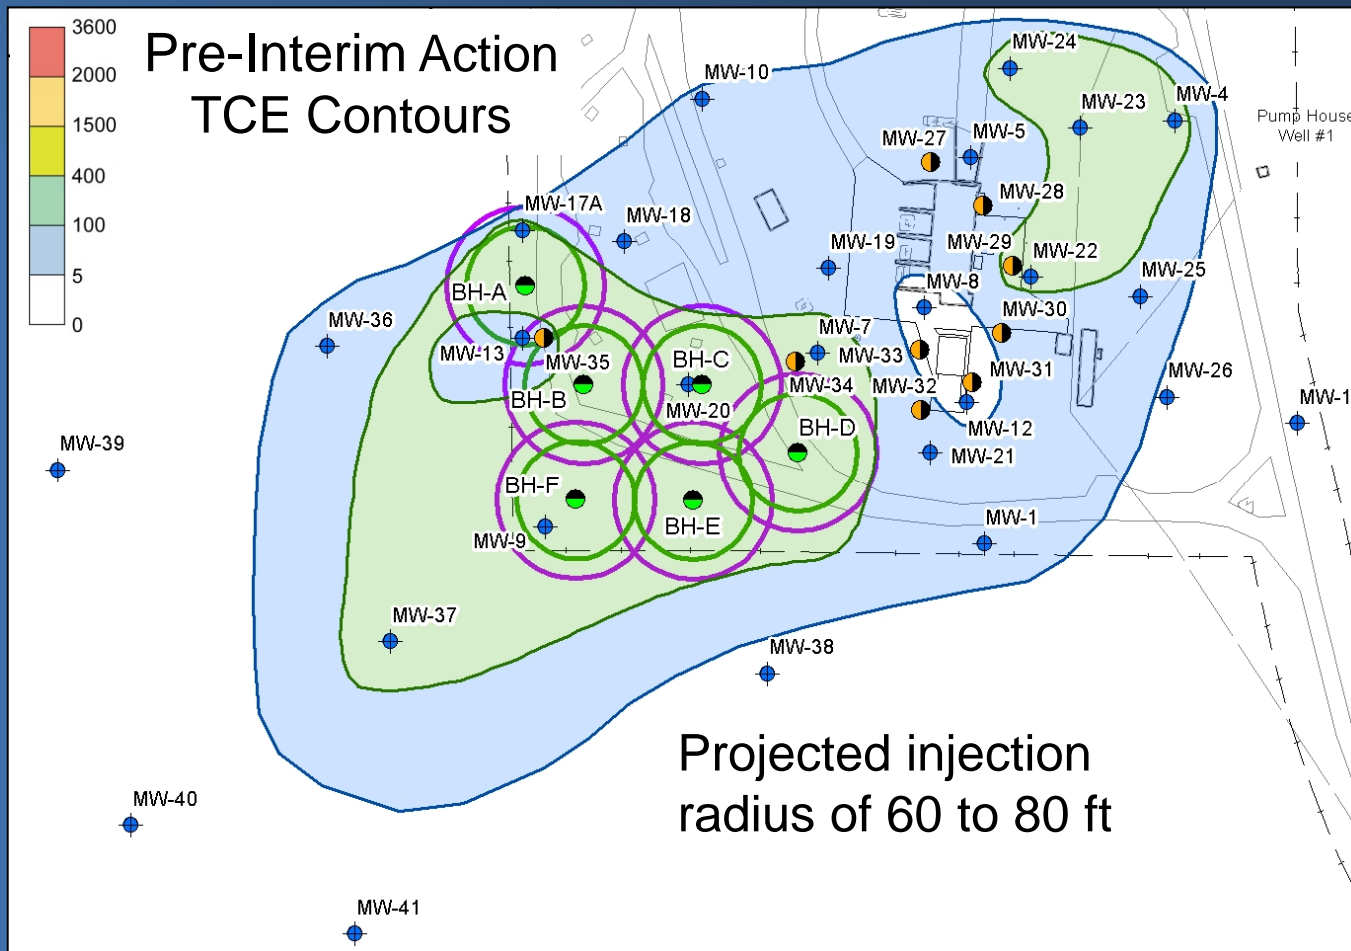 3600
2000
1500
400
100
5
0
Pre-Interim Action
TCE Contours
MW-24
MW-10
MW-23
MW-4
Pump House
Well #1
MW-27
MW-5
MW-28
MW-17A
MW-18
MW-19
MW-29
MW-22
MW-25
BH-A
MW-8
MW-30
MW-36
MW-13
MW-35
BH-C
MW-7
MW-33
MW-31
BH-B
MW-34
MW-32
MW-26
MW-1
MW-20
BH-D
MW-12
MW-39
MW-21
BH-F
BH-E
MW-9
MW-1
MW-37
MW-38
Projected injection
radius of 60 to 80 ft
MW-40
MW-41